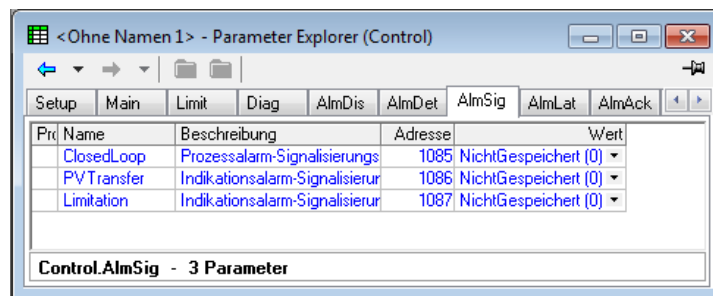 <Ohne Namen 1> - Parameter Explorer (Control)
Setup Main Limit Diag AlmDis AlmDet AlmSig AlmLat AlmAck
Name Beschreibung Adresse Wert
ClosedLoop Prozessalarm-Signalisierungs 1085 NichtGespeichert (0)
PVTransfer Indikationsalarm-Signalisierur 1086 NichtGespeichert (0)
Limitation Indikationsalarm-Signalisierur 1087 NichtGespeichert (0)
Control.AlmSig - 3 Parameter